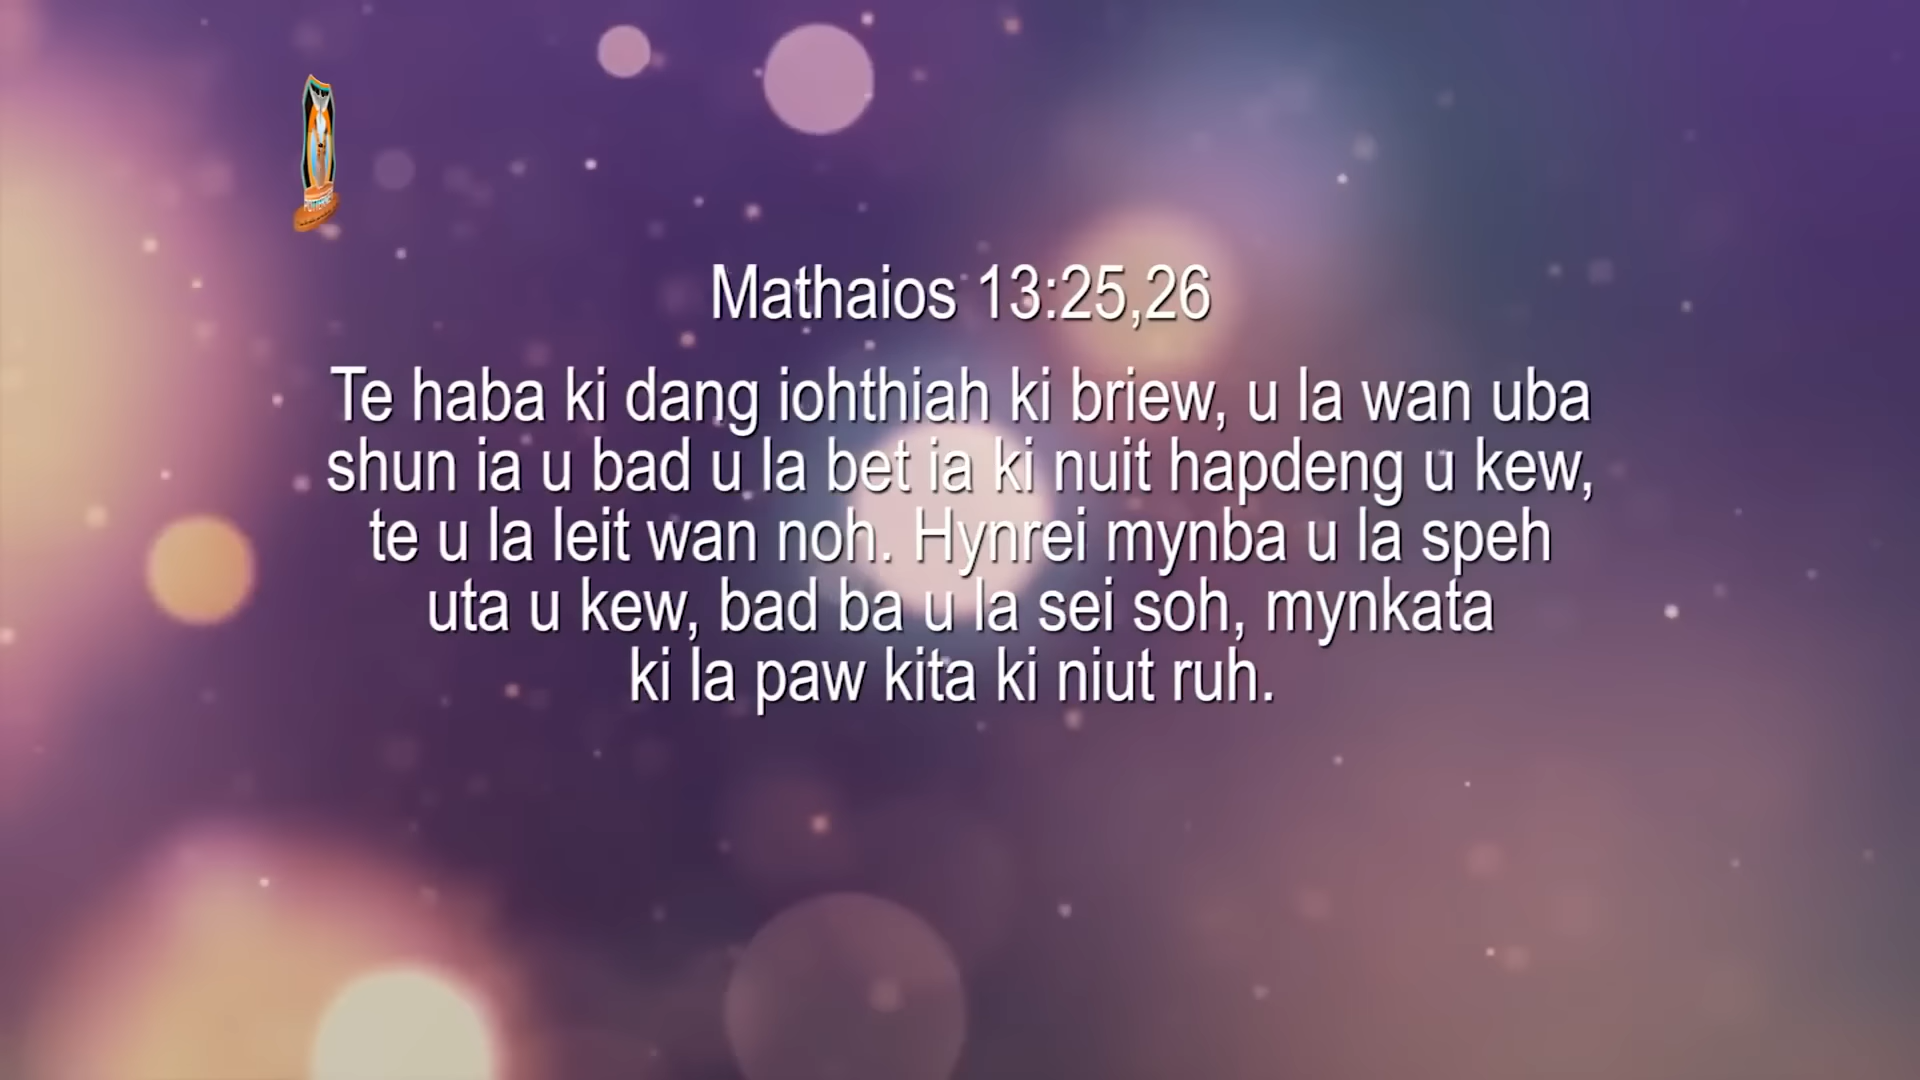 Mathaios 13:25,26
Te haba ki dang iohthiah ki briew, u la wan uba
shun ia u bad u la bet ia ki nuit hapdeng u kew,
te u la leit wan noh. Hynrei mynba u la speh
uta u kew, bad ba u la sei soh, mynkata
ki la paw kita ki niut ruh.